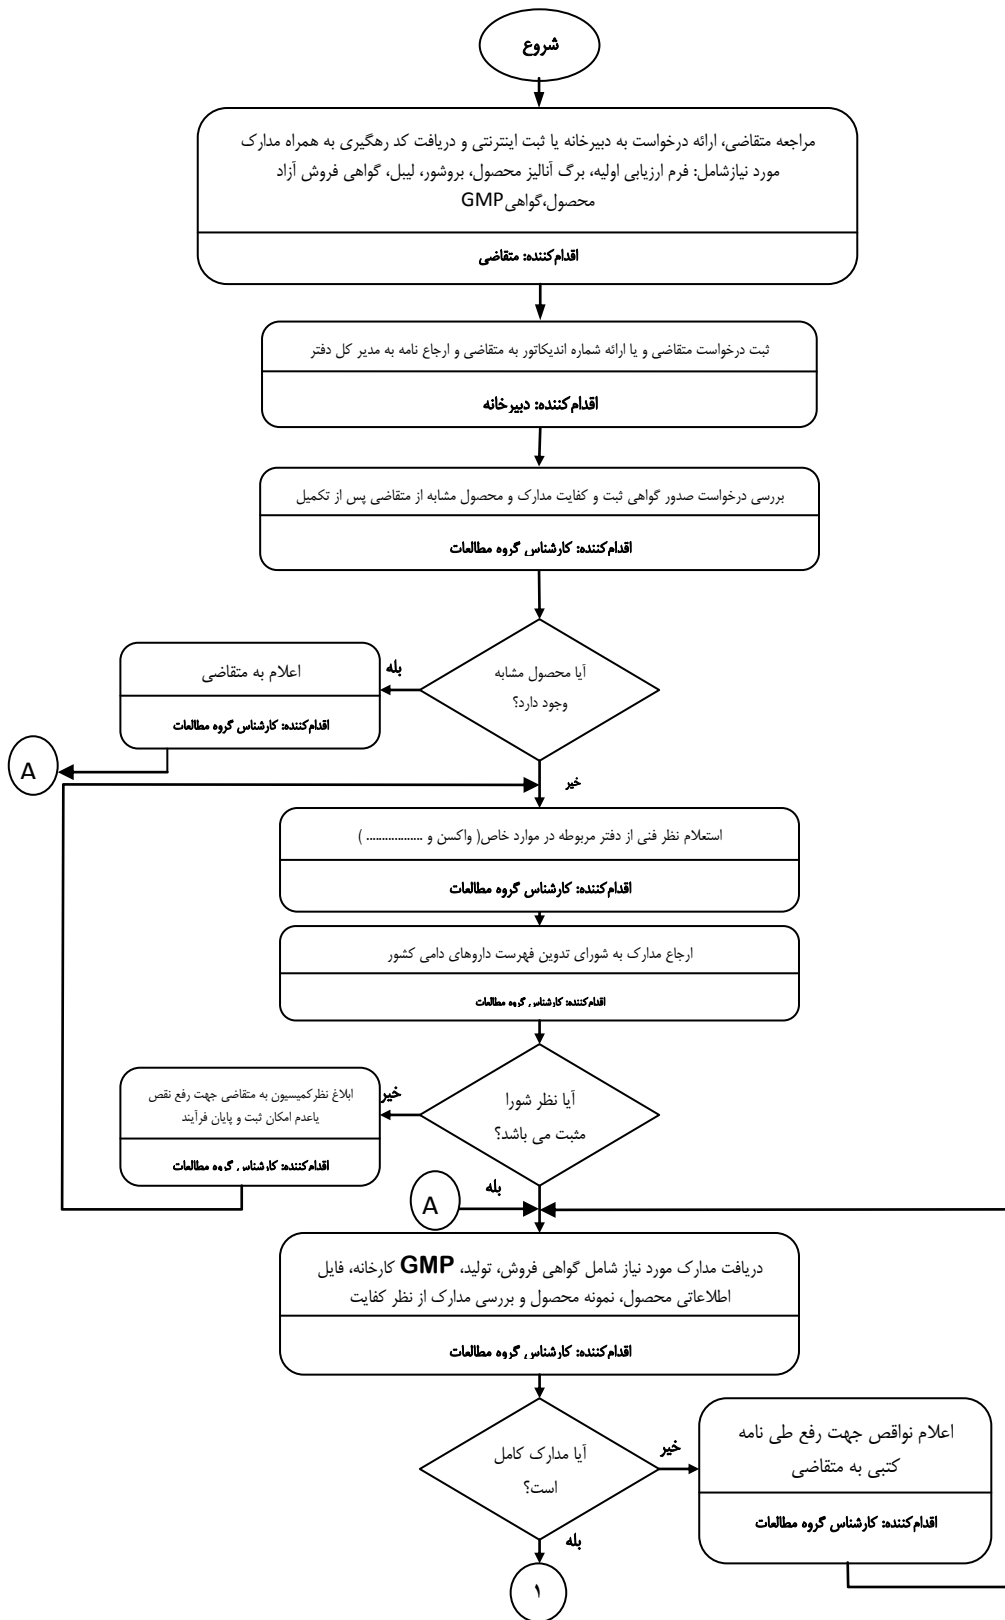 شروع
مراجعه متقاضی، ارائه درخواست به دبیرخانه یا ثبت اینترنتی و دریافت کد رهگیری به همراه مدارک
مورد نیازشامل: فرم ارزیابی اولیه، برگ آنالیز محصول، بروشور، لیبل، گواهی فروش آزاد
محصول،گواهیGMP
اقدام‌کننده: متقاضی
ثبت درخواست متقاضی و یا ارائه شماره اندیکاتور به متقاضی و ارجاع نامه به مدیر کل دفتر
اقدام‌کننده: دبیرخانه
بررسی درخواست صدور گواهی ثبت و کفایت مدارک و محصول مشابه از متقاضی پس از تکمیل
اقدام‌کننده: کارشناس گروه مطالعات
آیا محصول مشابه
وجود دارد؟
بله
اعلام به متقاضی
اقدام‌کننده: کارشناس گروه مطالعات
A
خیر
استعلام نظر فنی از دفتر مربوطه در موارد خاص( واکسن و .................. )
اقدام‌کننده: کارشناس گروه مطالعات
ارجاع مدارک به شورای تدوین فهرست داروهای دامی کشور
اقدام‌کننده: کارشناس گروه مطالعات
آیا نظر شورا
مثبت می باشد؟
خیر
ابلاغ نظرکمیسیون به متقاضی جهت رفع نقص
یاعدم امکان ثبت و پایان فرآیند
اقدام‌کننده: کارشناس گروه مطالعات
بله
A
دریافت مدارک مورد نیاز شامل گواهی فروش، تولید، GMP کارخانه، فایل
اطلاعاتی محصول، نمونه محصول و بررسی مدارک از نظر کفایت
اقدام‌کننده: کارشناس گروه مطالعات
آیا مدارک کامل
است؟
خیر
اعلام نواقص جهت رفع طی نامه
کتبی به متقاضی
اقدام‌کننده: کارشناس گروه مطالعات
بله
۱